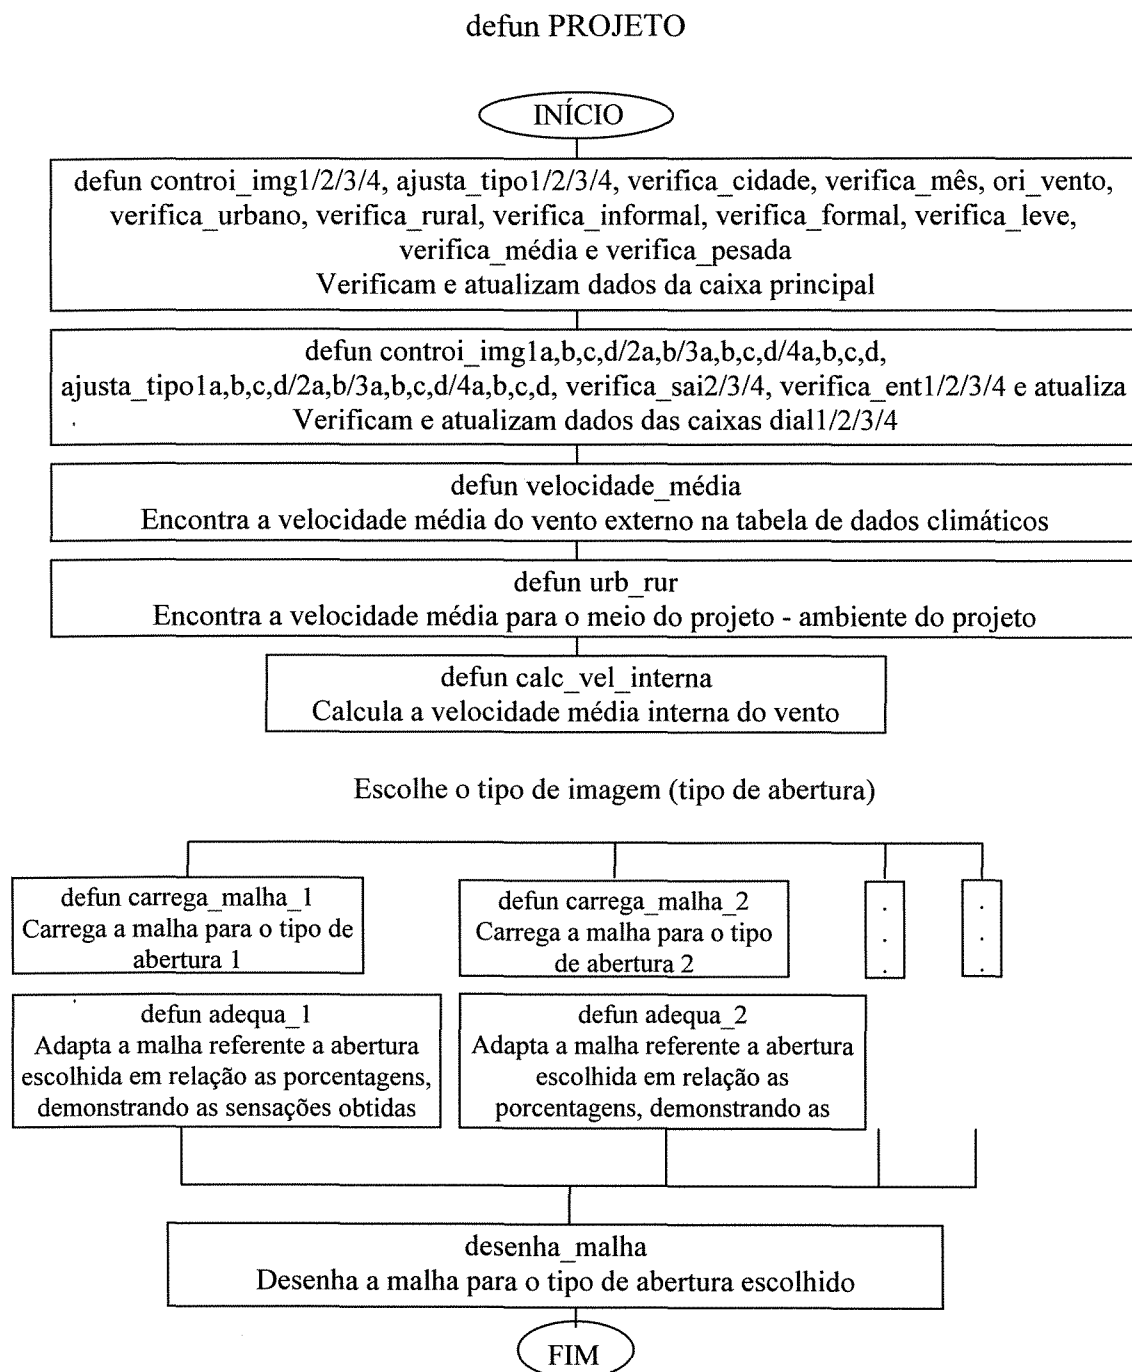 defun PROJETO
INÍCIO
defun controi_img1/2/3/4, ajusta_tipo1/2/3/4, verifica_cidade, verifica_mês, ori_vento,
verifica_urbano, verifica_rural, verifica_informal, verifica_formal, verifica_leve,
verifica_média e verifica_pesada
Verificam e atualizam dados da caixa principal
defun controi_img1a,b,c,d/2a,b/3a,b,c,d/4a,b,c,d,
ajusta_tipo1a,b,c,d/2a,b/3a,b,c,d/4a,b,c,d, verifica_sai2/3/4, verifica_ent1/2/3/4 e atualiza
Verificam e atualizam dados das caixas dial1/2/3/4
defun velocidade_média
Encontra a velocidade média do vento externo na tabela de dados climáticos
defun urb_rur
Encontra a velocidade média para o meio do projeto - ambiente do projeto
defun calc_vel_interna
Calcula a velocidade média interna do vento
Escolhe o tipo de imagem (tipo de abertura)
defun carrega_malha_1
Carrega a malha para o tipo de
abertura 1
defun carrega_malha_2
Carrega a malha para o tipo
de abertura 2
.
.
.
.
.
.
defun adequa_1
Adapta a malha referente a abertura
escolhida em relação as porcentagens,
demonstrando as sensações obtidas
defun adequa_2
Adapta a malha referente a abertura
escolhida em relação as
porcentagens, demonstrando as
desenha_malha
Desenha a malha para o tipo de abertura escolhido
FIM